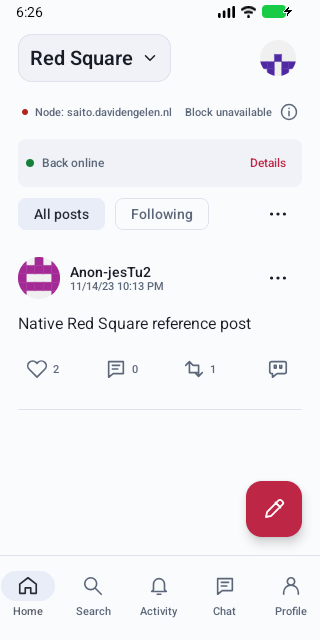 6:26
Red Square
Node: saito.davidengelen.nl Block unavailable
Back online Details
All posts Following
Anon-jesTu2
11/14/23 10:13 PM
Native Red Square reference post
2 0 1
Home Search Activity Chat Profile